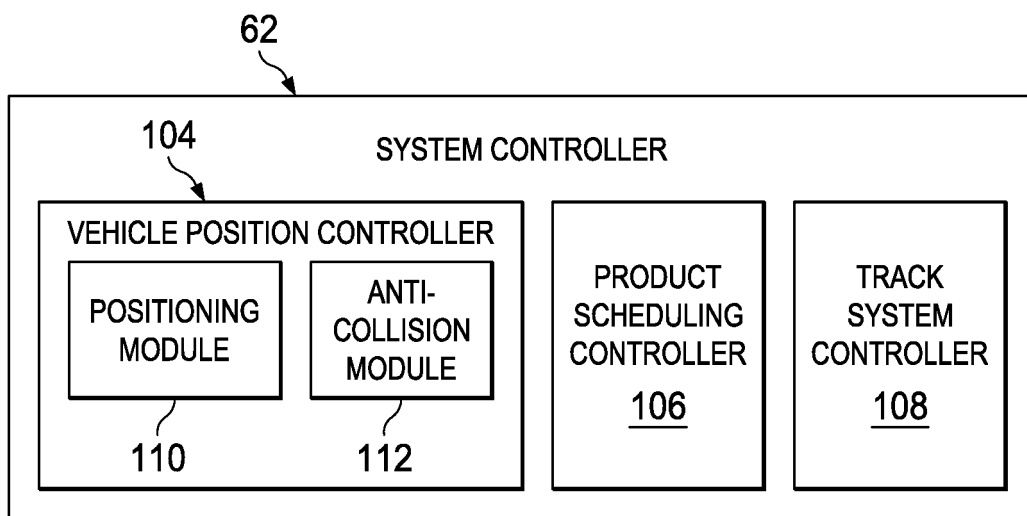 62
104
SYSTEM CONTROLLER
VEHICLE POSITION CONTROLLER
POSITIONING
MODULE
110
ANTI-
COLLISION
MODULE
112
PRODUCT
SCHEDULING
CONTROLLER
106
TRACK
SYSTEM
CONTROLLER
108